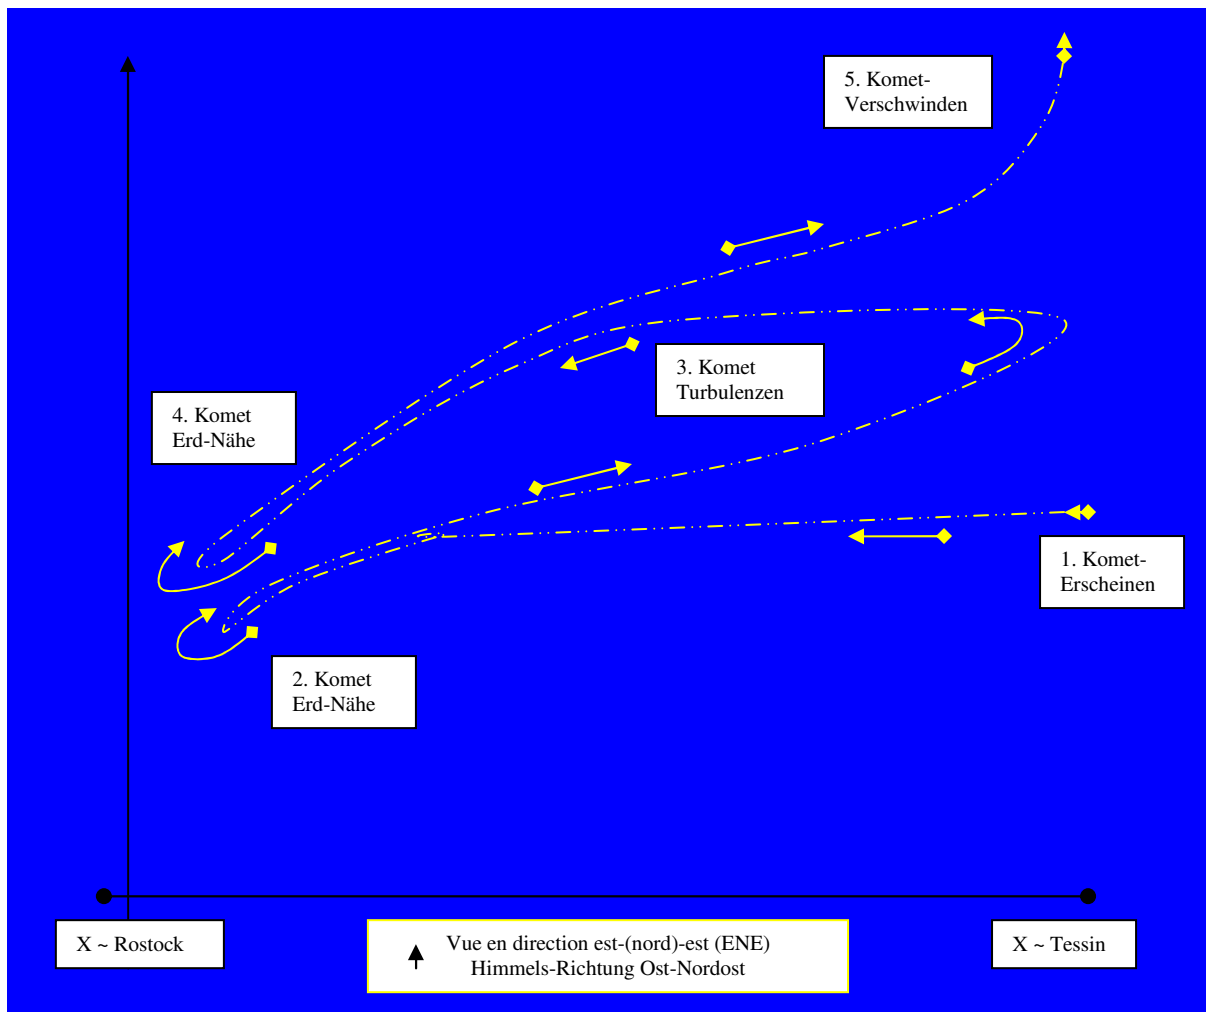 5. Komet-
Verschwinden
3. Komet
Turbulenzen
4. Komet
Erd-Nähe
1. Komet-
Erscheinen
2. Komet
Erd-Nähe
X ~ Rostock
Vue en direction est-(nord)-est (ENE)
Himmels-Richtung Ost-Nordost
X ~ Tessin